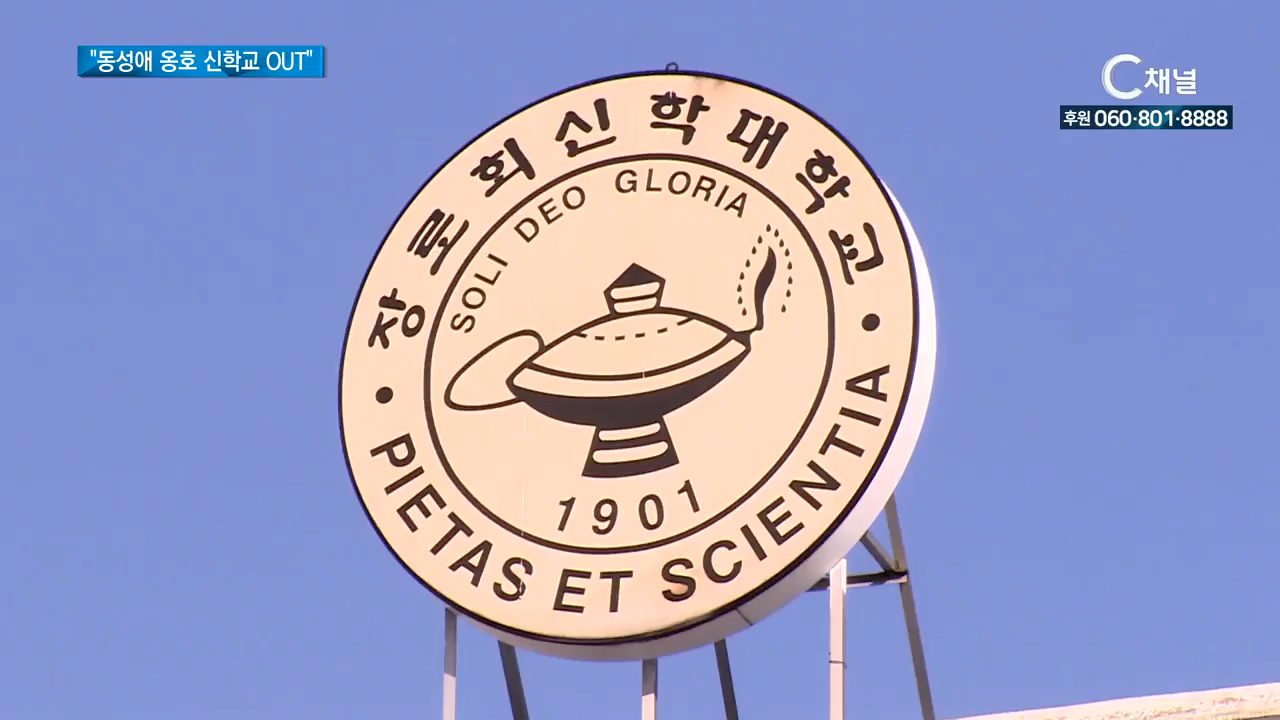 "동성애 옹호 신학교 OUT"
C채널
후원 060·801·8888
장로회신학대학교
SOLI DEO GLORIA
1901
PIETAS ET SCIENTIA